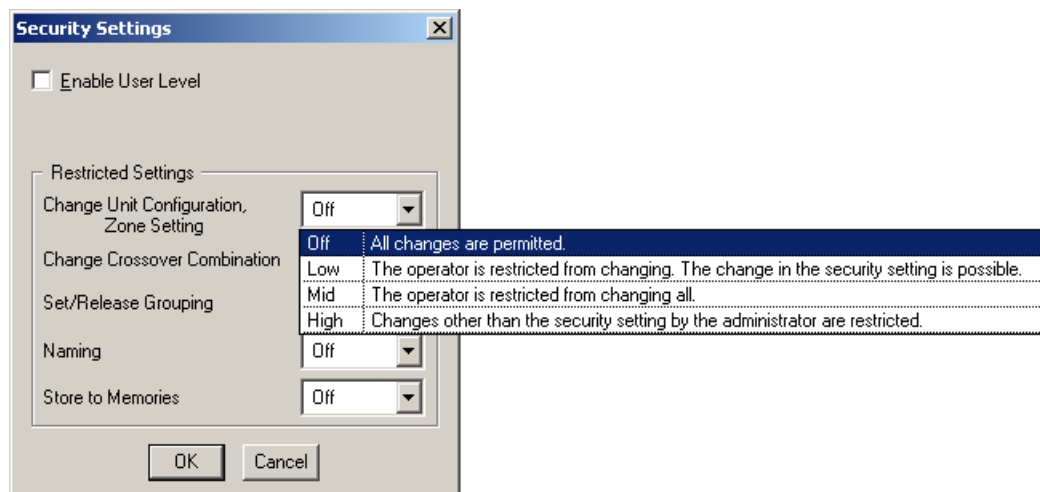 Security Settings
Enable User Level
Restricted Settings
Change Unit Configuration,
Zone Setting
Off
Off All changes are permitted.
Low The operator is restricted from changing. The change in the security setting is possible.
Mid The operator is restricted from changing all.
High Changes other than the security setting by the administrator are restricted.
Change Crossover Combination
Set/Release Grouping
Naming
Off
Store to Memories
Off
OK
Cancel